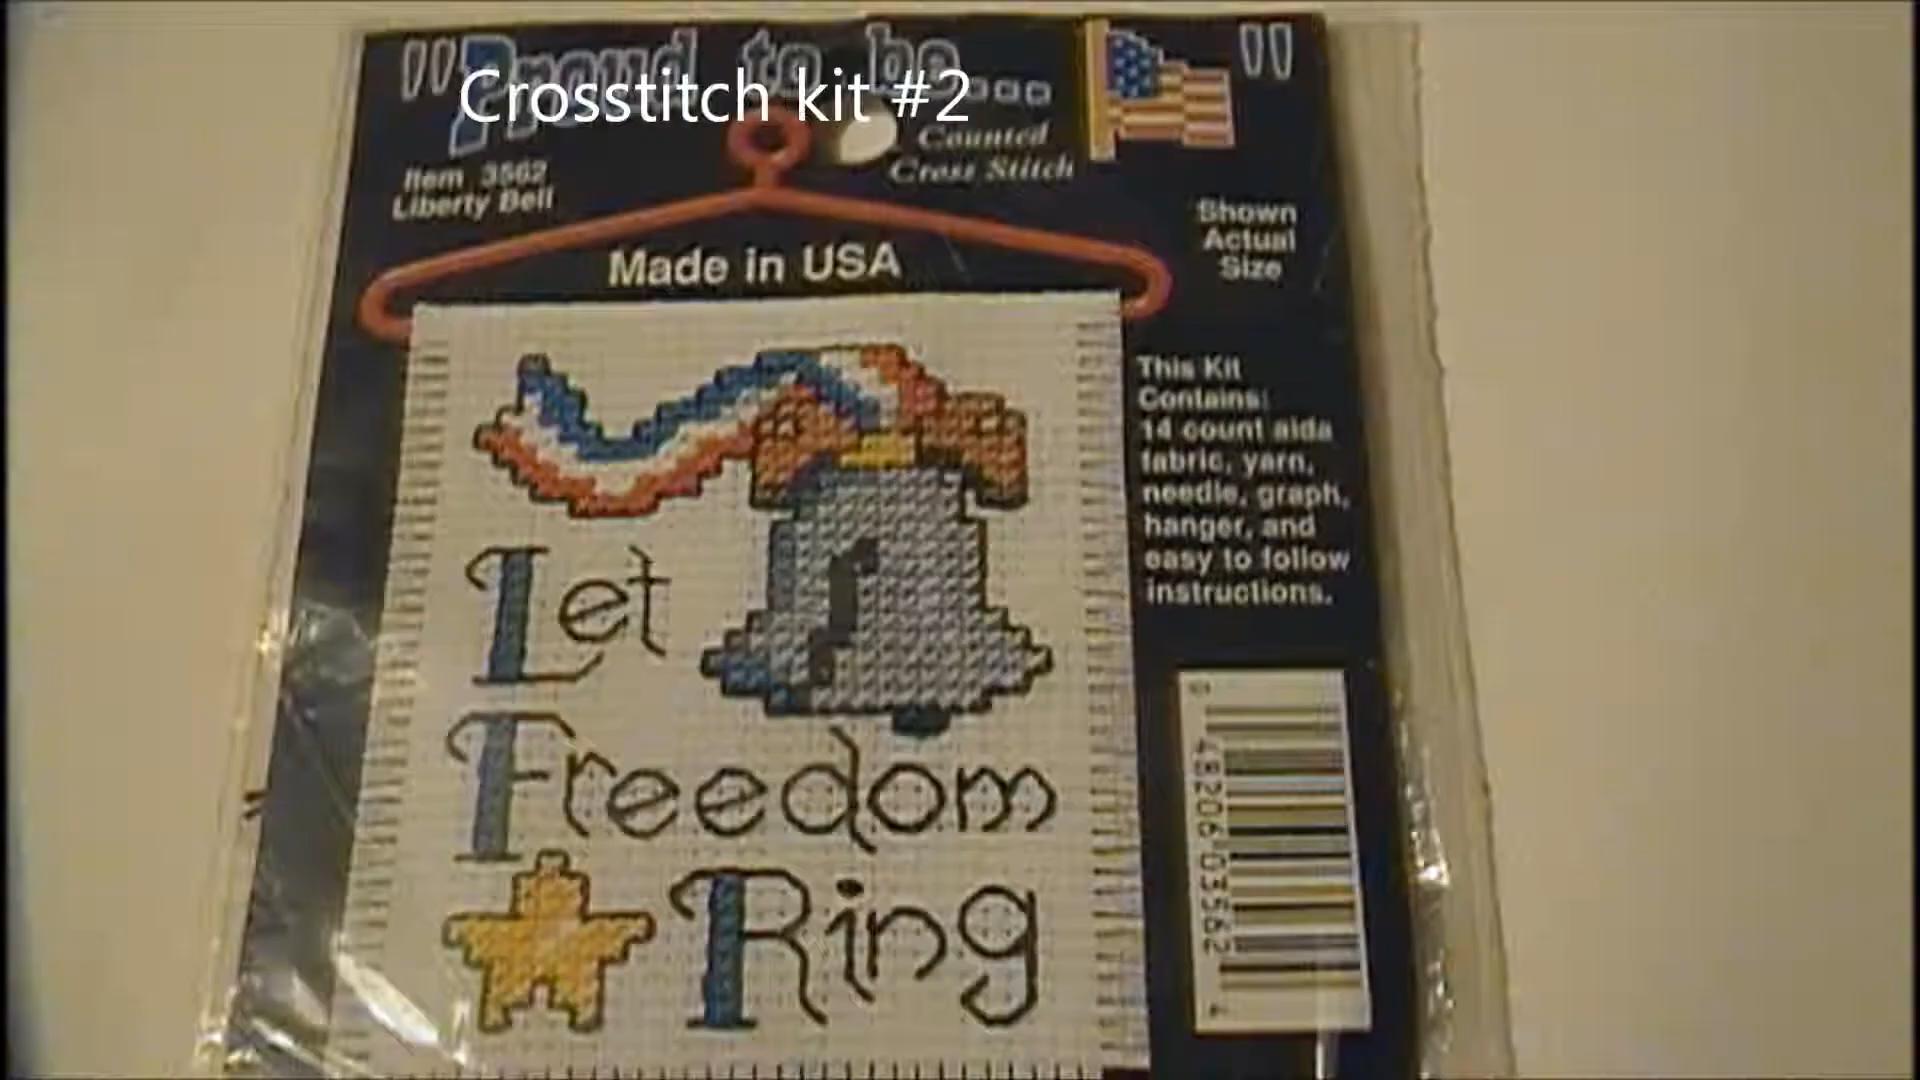 "Proud to be...."
Crosstitch kit #2
Counted
Cross Stitch
Item 3562
Liberty Bell
Shown
Actual
Size
Made in USA
This Kit
Contains:
14 count aida
fabric, yarn,
needle, graph,
hanger, and
easy to follow
instructions.
Let
Freedom
Ring
0 48206 03562 4